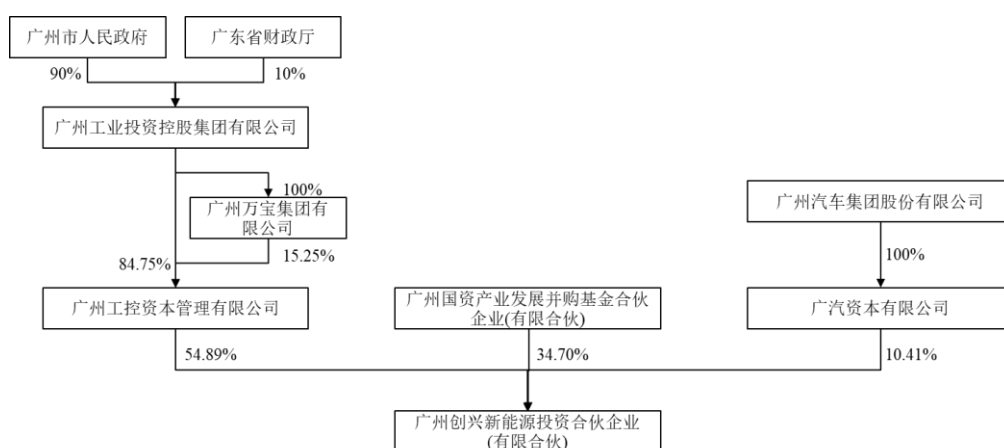 广州市人民政府
广东省财政厅
90%
10%
广州工业投资控股集团有限公司
100%
广州万宝集团有
限公司
15.25%
84.75%
广州汽车集团股份有限公司
100%
广州工控资本管理有限公司
广州国资产业发展并购基金合伙
企业(有限合伙)
广汽资本有限公司
54.89%
34.70%
10.41%
广州创兴新能源投资合伙企业
(有限合伙)